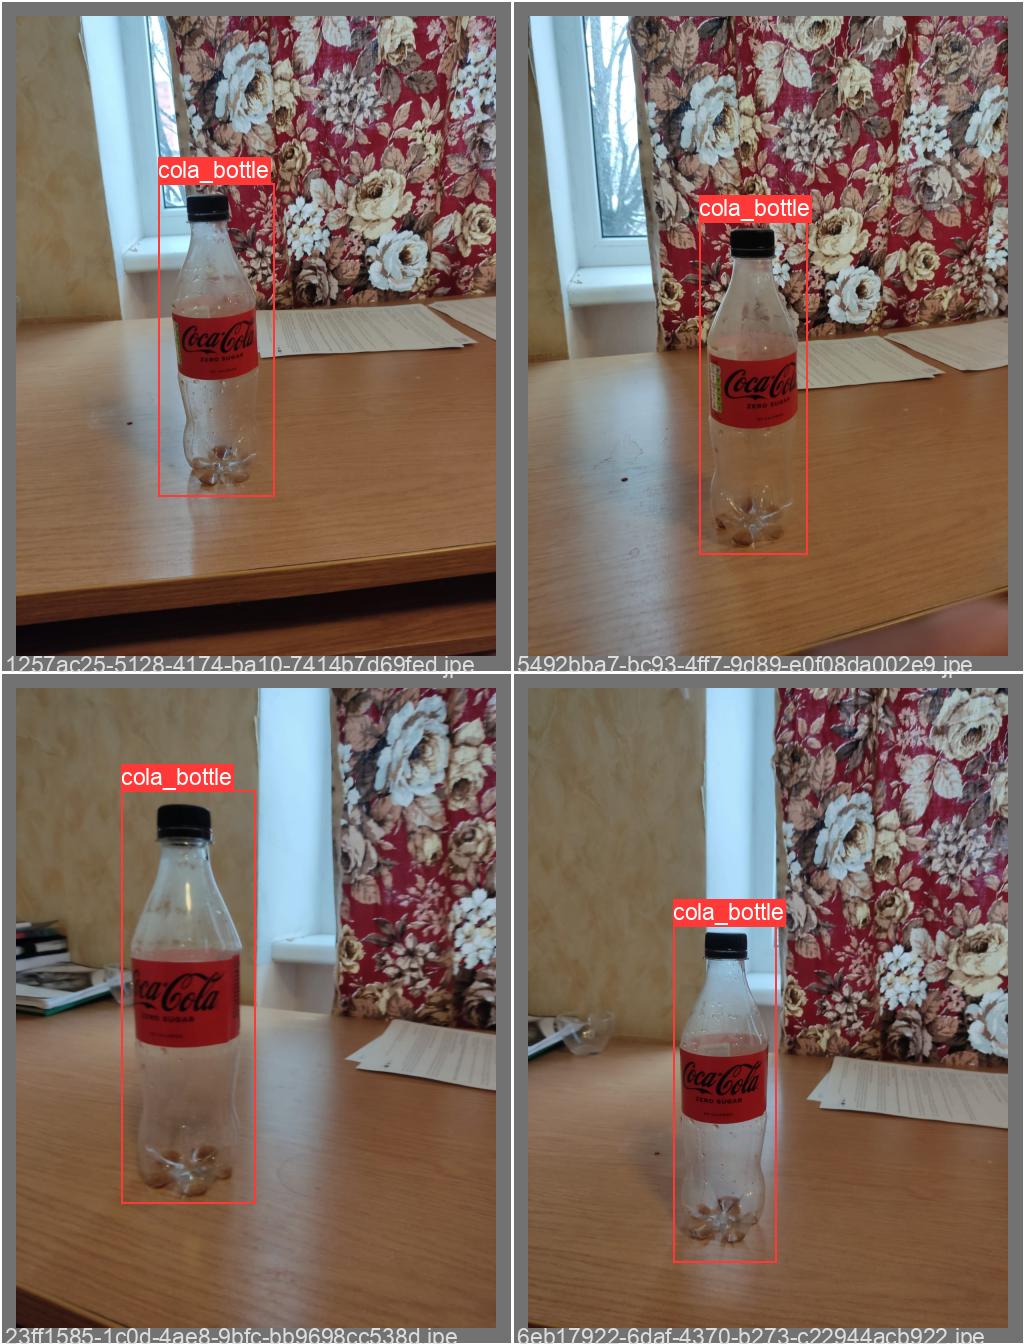 cola_bottle
Coca-Cola
ZERO SUGAR
1257ac25-5128-4174-ba10-7414b7d69fed.jpe
cola_bottle
Coca-Cola
ZERO SUGAR
5492bba7-bc93-4ff7-9d89-e0f08da002e9.jpe
cola_bottle
Coca-Cola
ZERO SUGAR
23ff1585-1c0d-4ae8-9bfc-bb9698cc538d.jpe
cola_bottle
Coca-Cola
ZERO SUGAR
6eb17922-6daf-4370-b273-c22944acb922.jpe